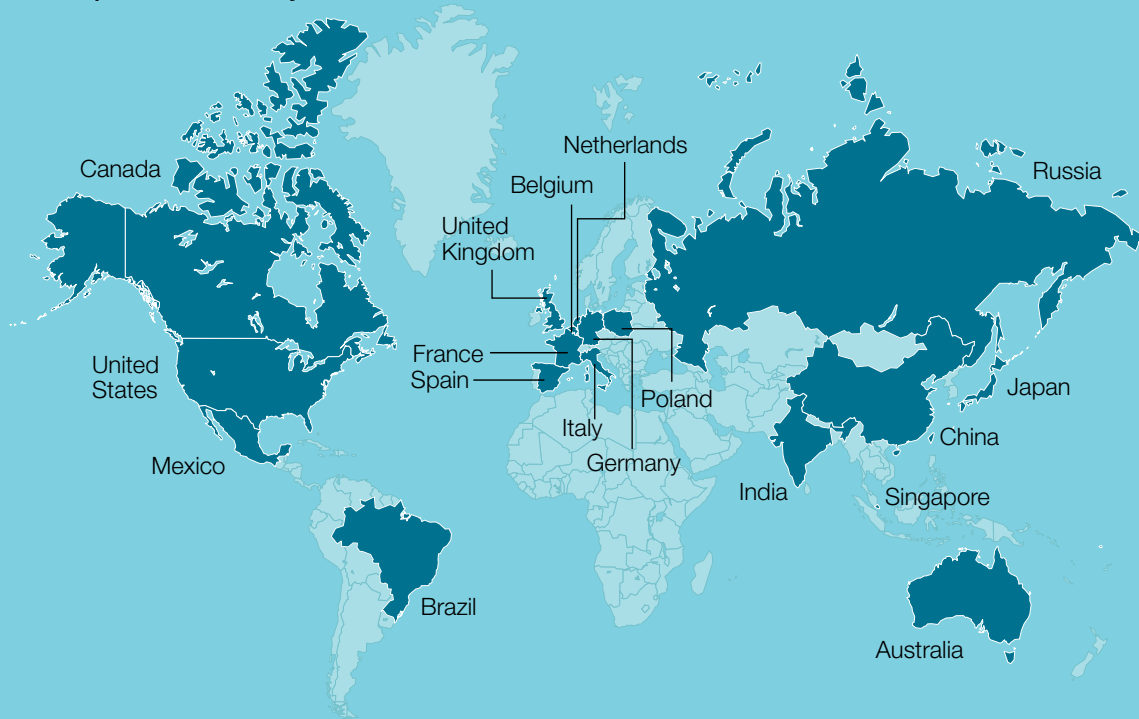 Netherlands
Canada
Russia
Belgium
United
Kingdom
France
United
States
Spain
Japan
Poland
Italy
China
Mexico
Germany
India
Singapore
Brazil
Australia